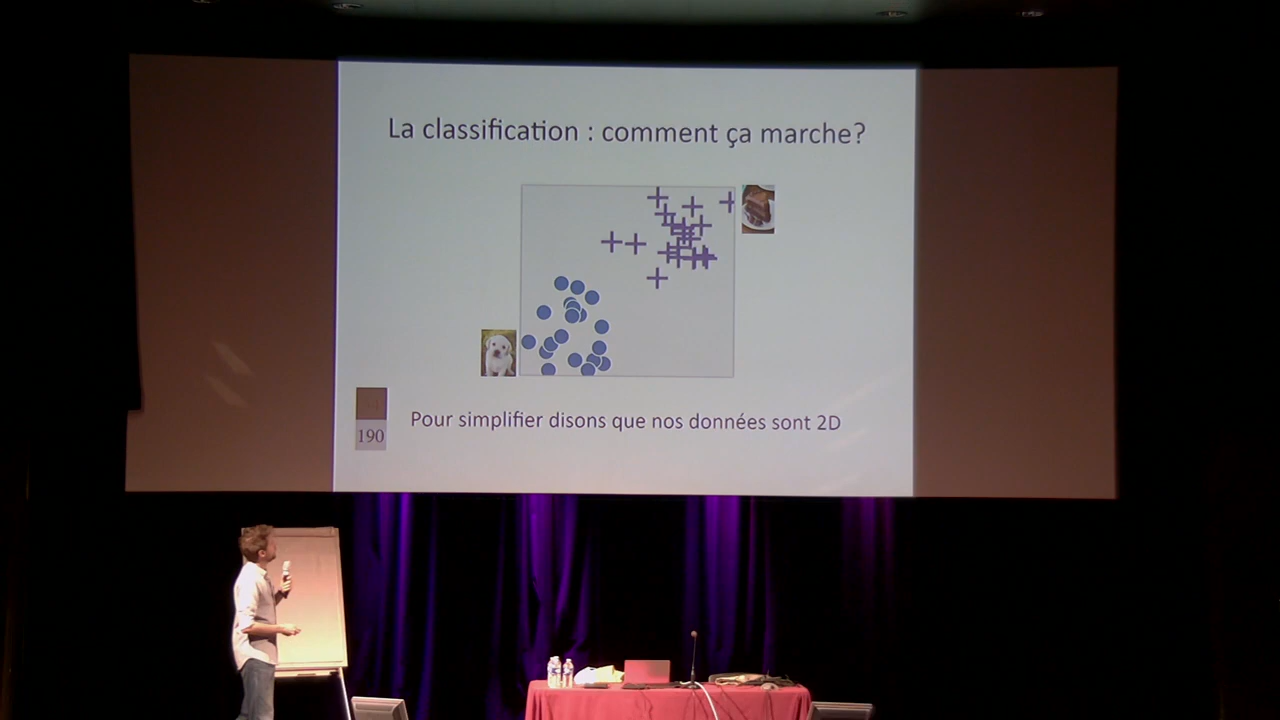 La classification : comment ça marche?
190
Pour simplifier disons que nos données sont 2D